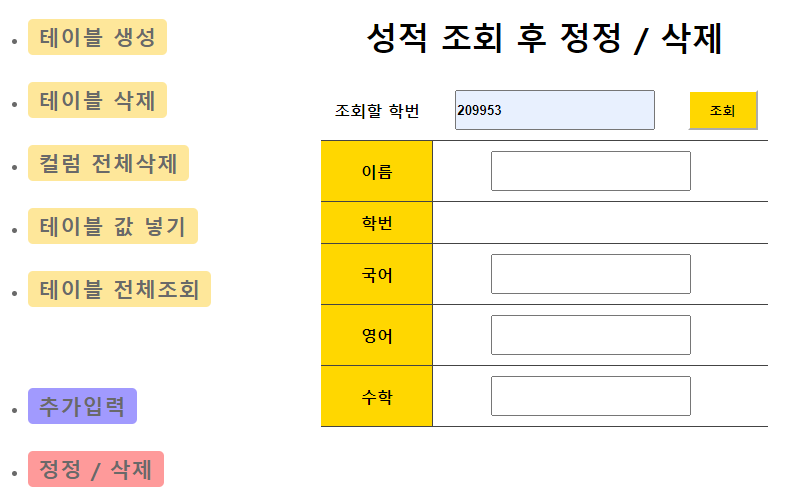 테이블 생성
테이블 삭제
컬럼 전체삭제
테이블 값 넣기
테이블 전체조회
추가입력
정정 / 삭제
성적 조회 후 정정 / 삭제
조회할 학번 209953 조회
이름
학번
국어
영어
수학